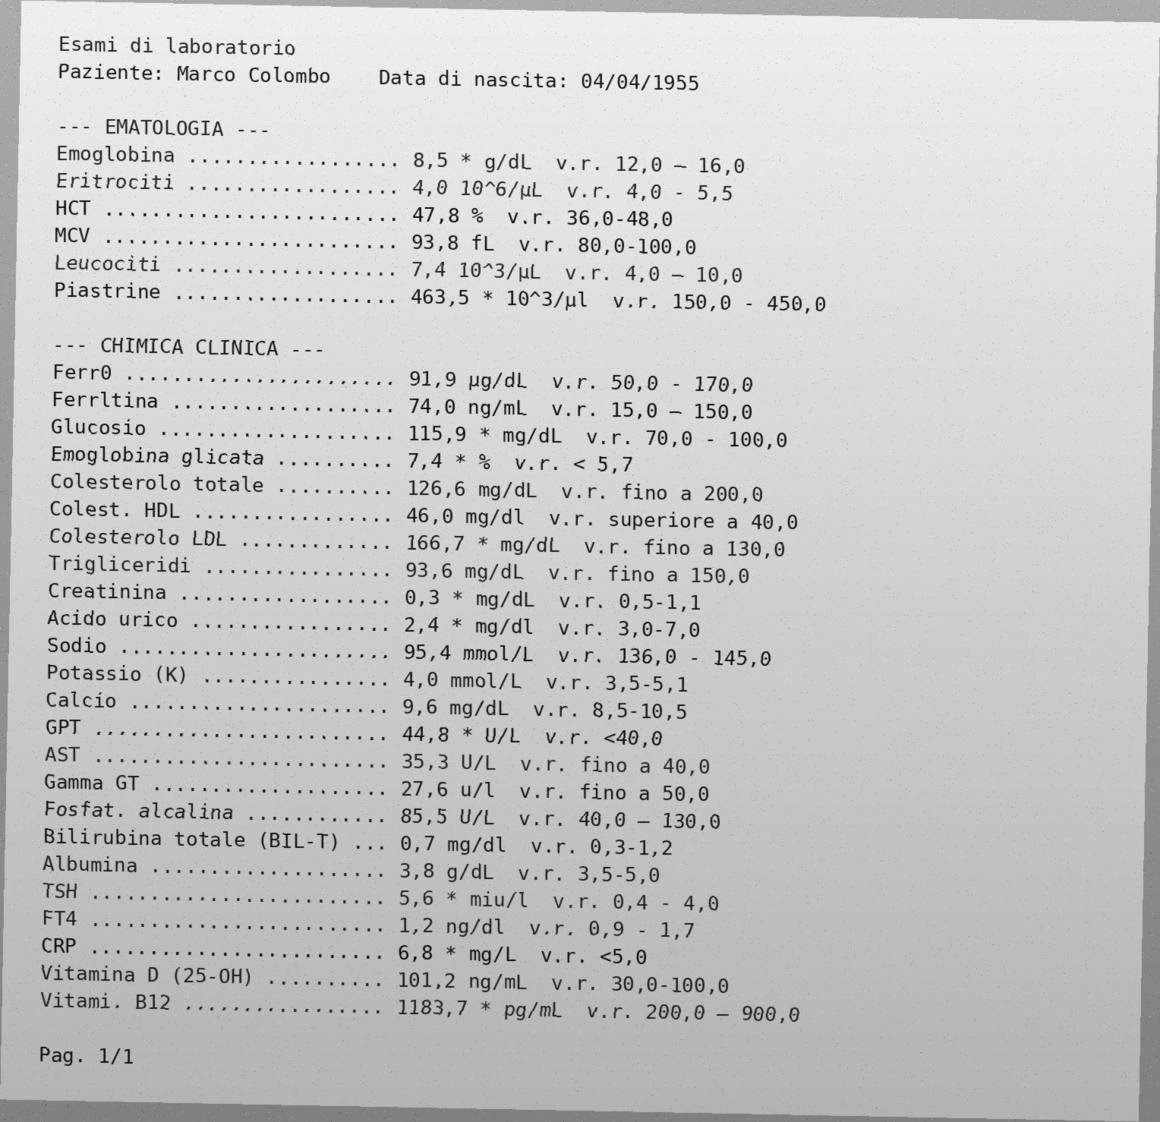 Esami di laboratorio
Paziente: Marco Colombo    Data di nascita: 04/04/1955

--- EMATOLOGIA ---
Emoglobina .................. 8,5 * g/dL  v.r. 12,0 – 16,0
Eritrociti .................. 4,0 10^6/µL  v.r. 4,0 - 5,5
HCT ......................... 47,8 %  v.r. 36,0-48,0
MCV ......................... 93,8 fL  v.r. 80,0-100,0
Leucociti ................... 7,4 10^3/µL  v.r. 4,0 – 10,0
Piastrine ................... 463,5 * 10^3/µl  v.r. 150,0 - 450,0

--- CHIMICA CLINICA ---
Ferr0 ....................... 91,9 µg/dL  v.r. 50,0 - 170,0
Ferrltina ................... 74,0 ng/mL  v.r. 15,0 – 150,0
Glucosio .................... 115,9 * mg/dL  v.r. 70,0 - 100,0
Emoglobina glicata .......... 7,4 * %  v.r. < 5,7
Colesterolo totale .......... 126,6 mg/dL  v.r. fino a 200,0
Colest. HDL ................. 46,0 mg/dl  v.r. superiore a 40,0
Colesterolo LDL ............. 166,7 * mg/dL  v.r. fino a 130,0
Trigliceridi ................ 93,6 mg/dL  v.r. fino a 150,0
Creatinina .................. 0,3 * mg/dL  v.r. 0,5-1,1
Acido urico ................. 2,4 * mg/dl  v.r. 3,0-7,0
Sodio ....................... 95,4 mmol/L  v.r. 136,0 - 145,0
Potassio (K) ................ 4,0 mmol/L  v.r. 3,5-5,1
Calcio ...................... 9,6 mg/dL  v.r. 8,5-10,5
GPT ......................... 44,8 * U/L  v.r. <40,0
AST ......................... 35,3 U/L  v.r. fino a 40,0
Gamma GT .................... 27,6 u/l  v.r. fino a 50,0
Fosfat. alcalina ............ 85,5 U/L  v.r. 40,0 – 130,0
Bilirubina totale (BIL-T) ... 0,7 mg/dl  v.r. 0,3-1,2
Albumina .................... 3,8 g/dL  v.r. 3,5-5,0
TSH ......................... 5,6 * miu/l  v.r. 0,4 - 4,0
FT4 ......................... 1,2 ng/dl  v.r. 0,9 - 1,7
CRP ......................... 6,8 * mg/L  v.r. <5,0
Vitamina D (25-OH) .......... 101,2 ng/mL  v.r. 30,0-100,0
Vitami. B12 ................. 1183,7 * pg/mL  v.r. 200,0 – 900,0

Pag. 1/1